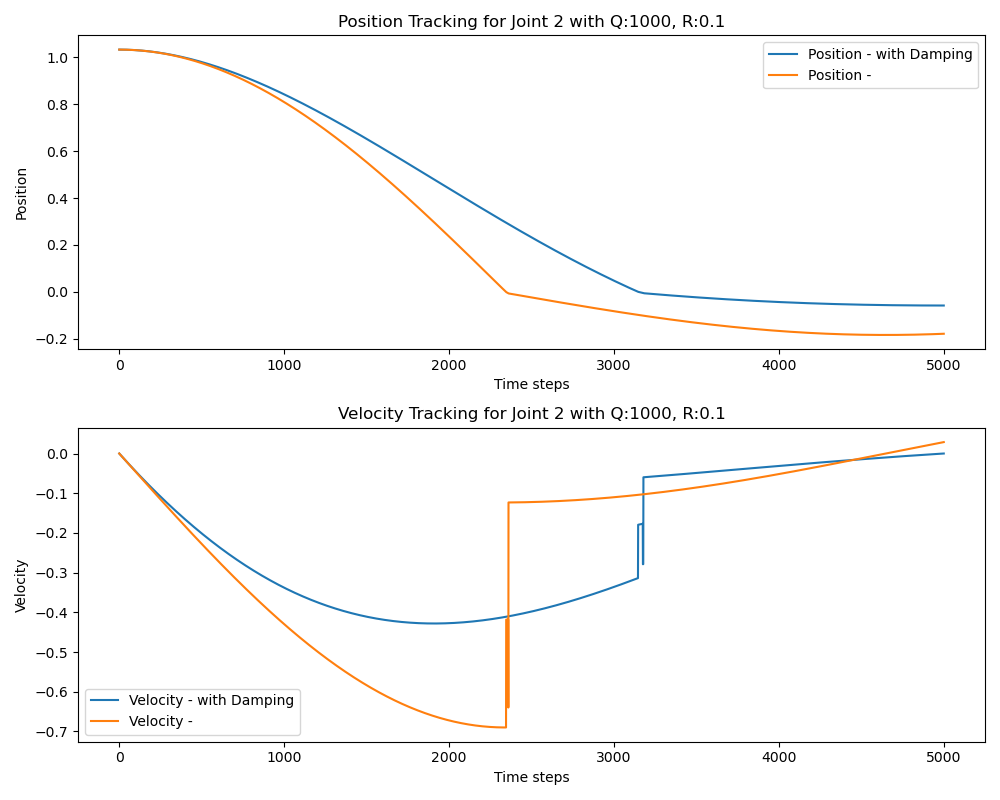 Position Tracking for Joint 2 with Q:1000, R:0.1
Position - with Damping
Position -
Position
1.0
0.8
0.6
0.4
0.2
0.0
−0.2
0 1000 2000 3000 4000 5000
Time steps
Velocity Tracking for Joint 2 with Q:1000, R:0.1
Velocity
0.0
−0.1
−0.2
−0.3
−0.4
−0.5
−0.6
−0.7
Velocity - with Damping
Velocity -
0 1000 2000 3000 4000 5000
Time steps